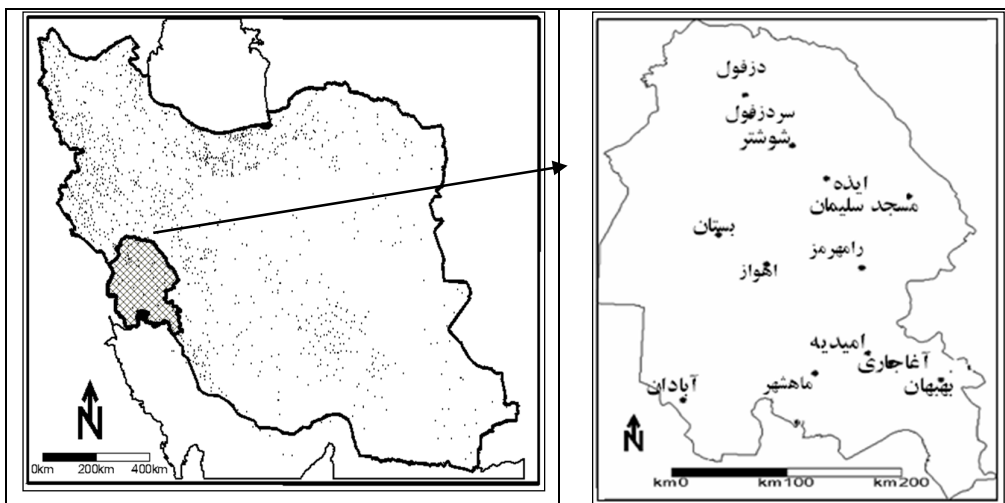 N
0km 200km 400km
دزفول
سردزفول
شوشتر
ایذه
مسجد سلیمان
بستان
رامهرمز
اهواز
امیدیه
آغاجاری
بهبهان
ماهشهر
آبادان
N
km0 km100 km200